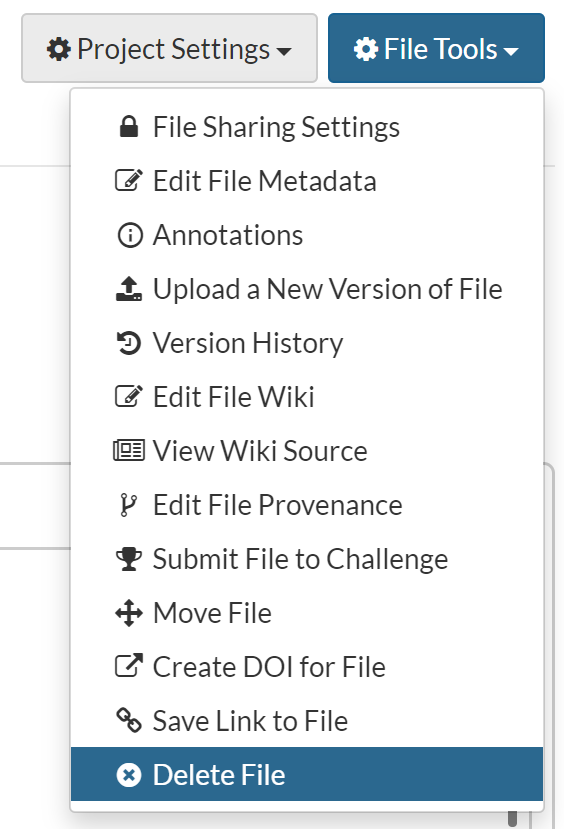 Project Settings
File Tools
File Sharing Settings
Edit File Metadata
Annotations
Upload a New Version of File
Version History
Edit File Wiki
View Wiki Source
Edit File Provenance
Submit File to Challenge
Move File
Create DOI for File
Save Link to File
Delete File